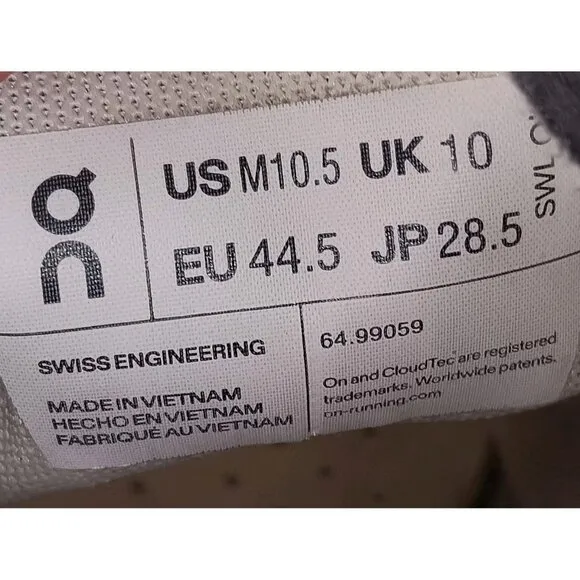 On
US M10.5 UK 10
EU 44.5 JP 28.5
SWL
SWISS ENGINEERING
MADE IN VIETNAM
HECHO EN VIETNAM
FABRIQUÉ AU VIETNAM
64.99059
On and CloudTec are registered
trademarks. Worldwide patents.
on-running.com